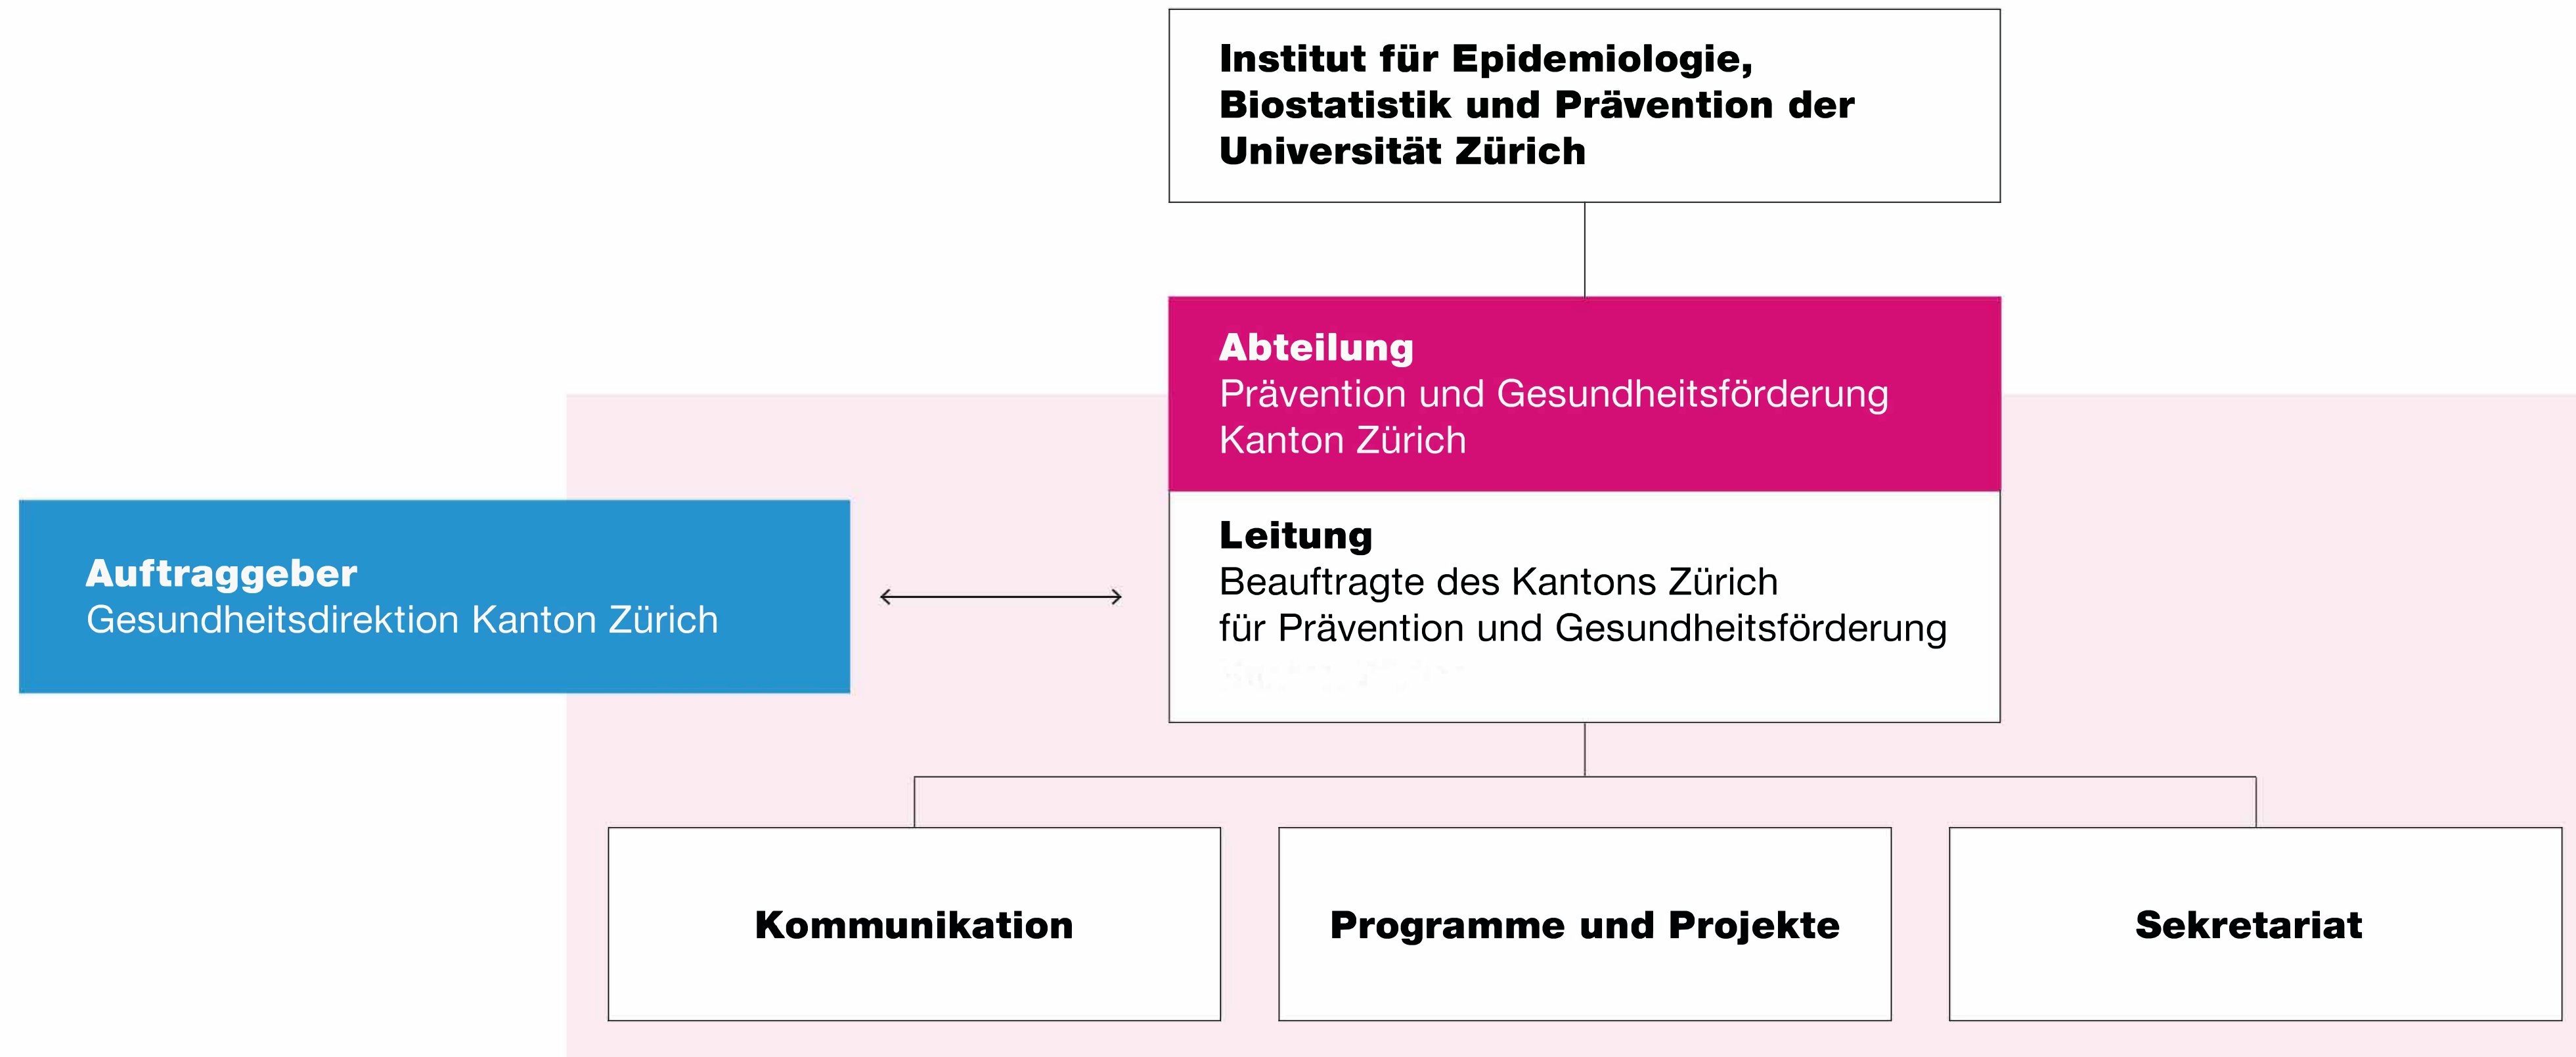 Institut für Epidemiologie,
Biostatistik und Prävention der
Universität Zürich
Abteilung
Prävention und Gesundheitsförderung
Kanton Zürich
Auftraggeber
Gesundheitsdirektion Kanton Zürich
Leitung
Beauftragte des Kantons Zürich
für Prävention und Gesundheitsförderung
Kommunikation
Programme und Projekte
Sekretariat